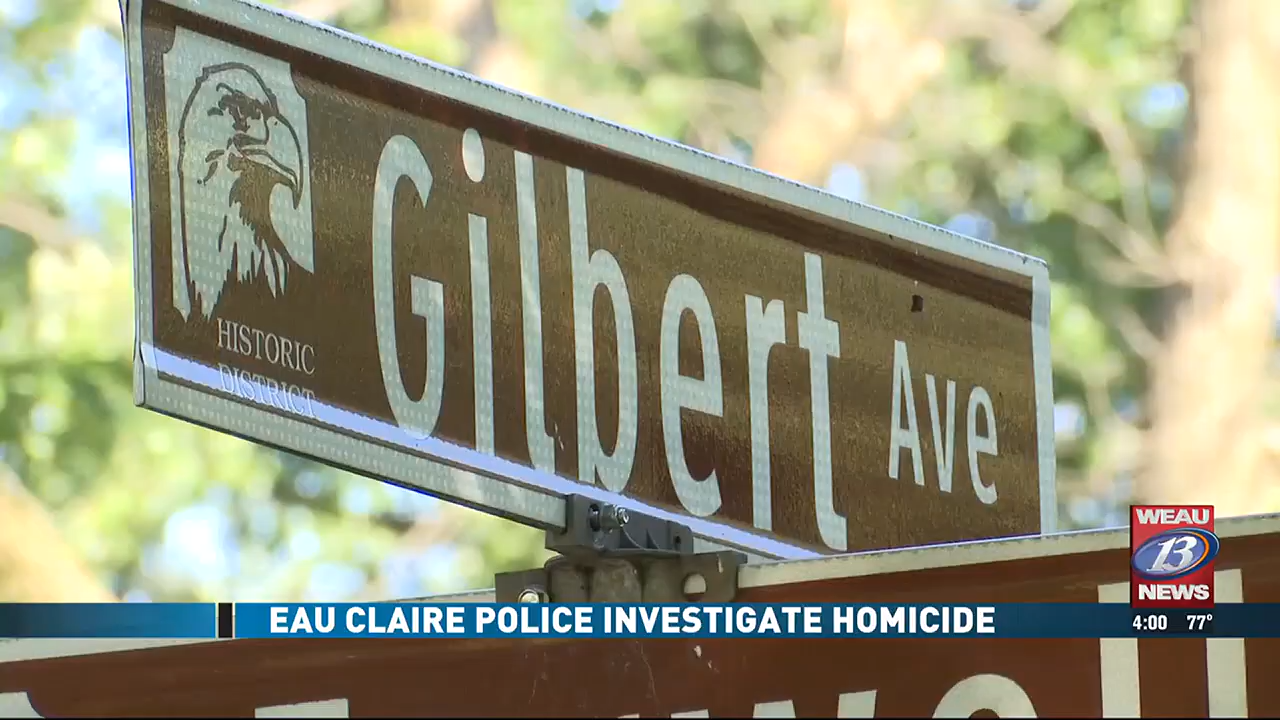 Gilbert Ave
HISTORIC
DISTRICT
WEAU
13
NEWS
EAU CLAIRE POLICE INVESTIGATE HOMICIDE
4:00 77°